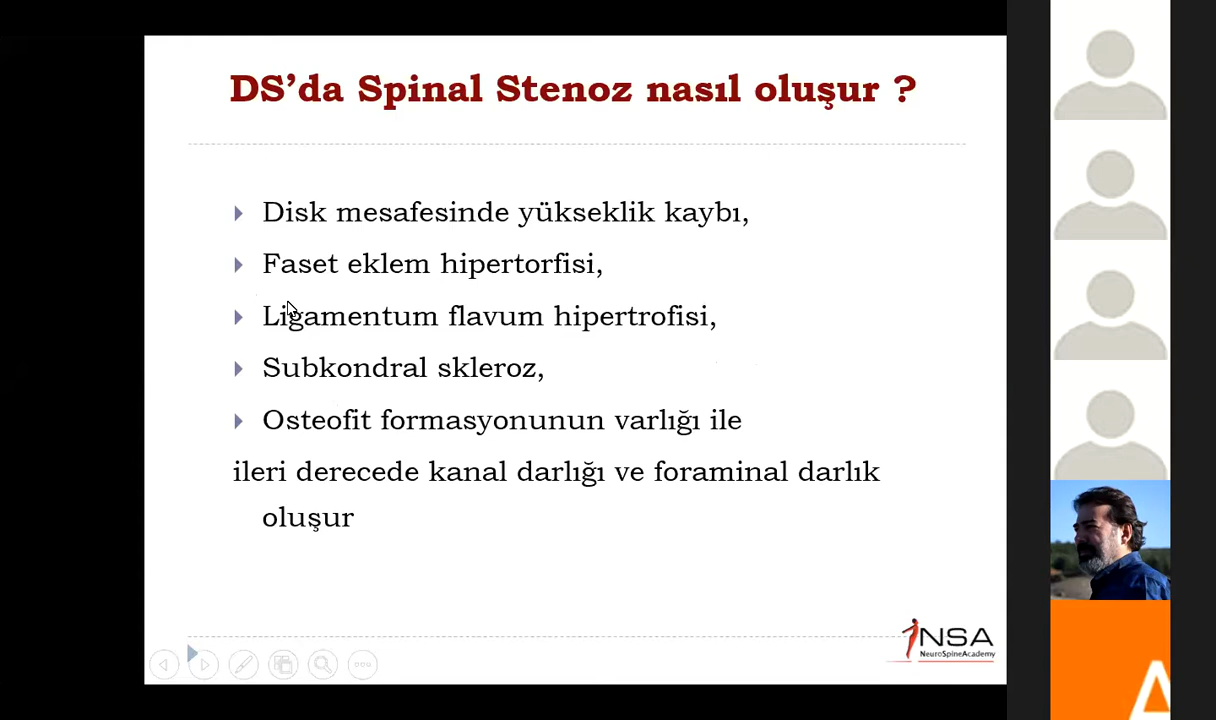 DS’da Spinal Stenoz nasıl oluşur ?
Disk mesafesinde yükseklik kaybı,
Faset eklem hipertorfisi,
Ligamentum flavum hipertrofisi,
Subkondral skleroz,
Osteofit formasyonunun varlığı ile
ileri derecede kanal darlığı ve foraminal darlık
oluşur
NSA
NeuroSpineAcademy
A